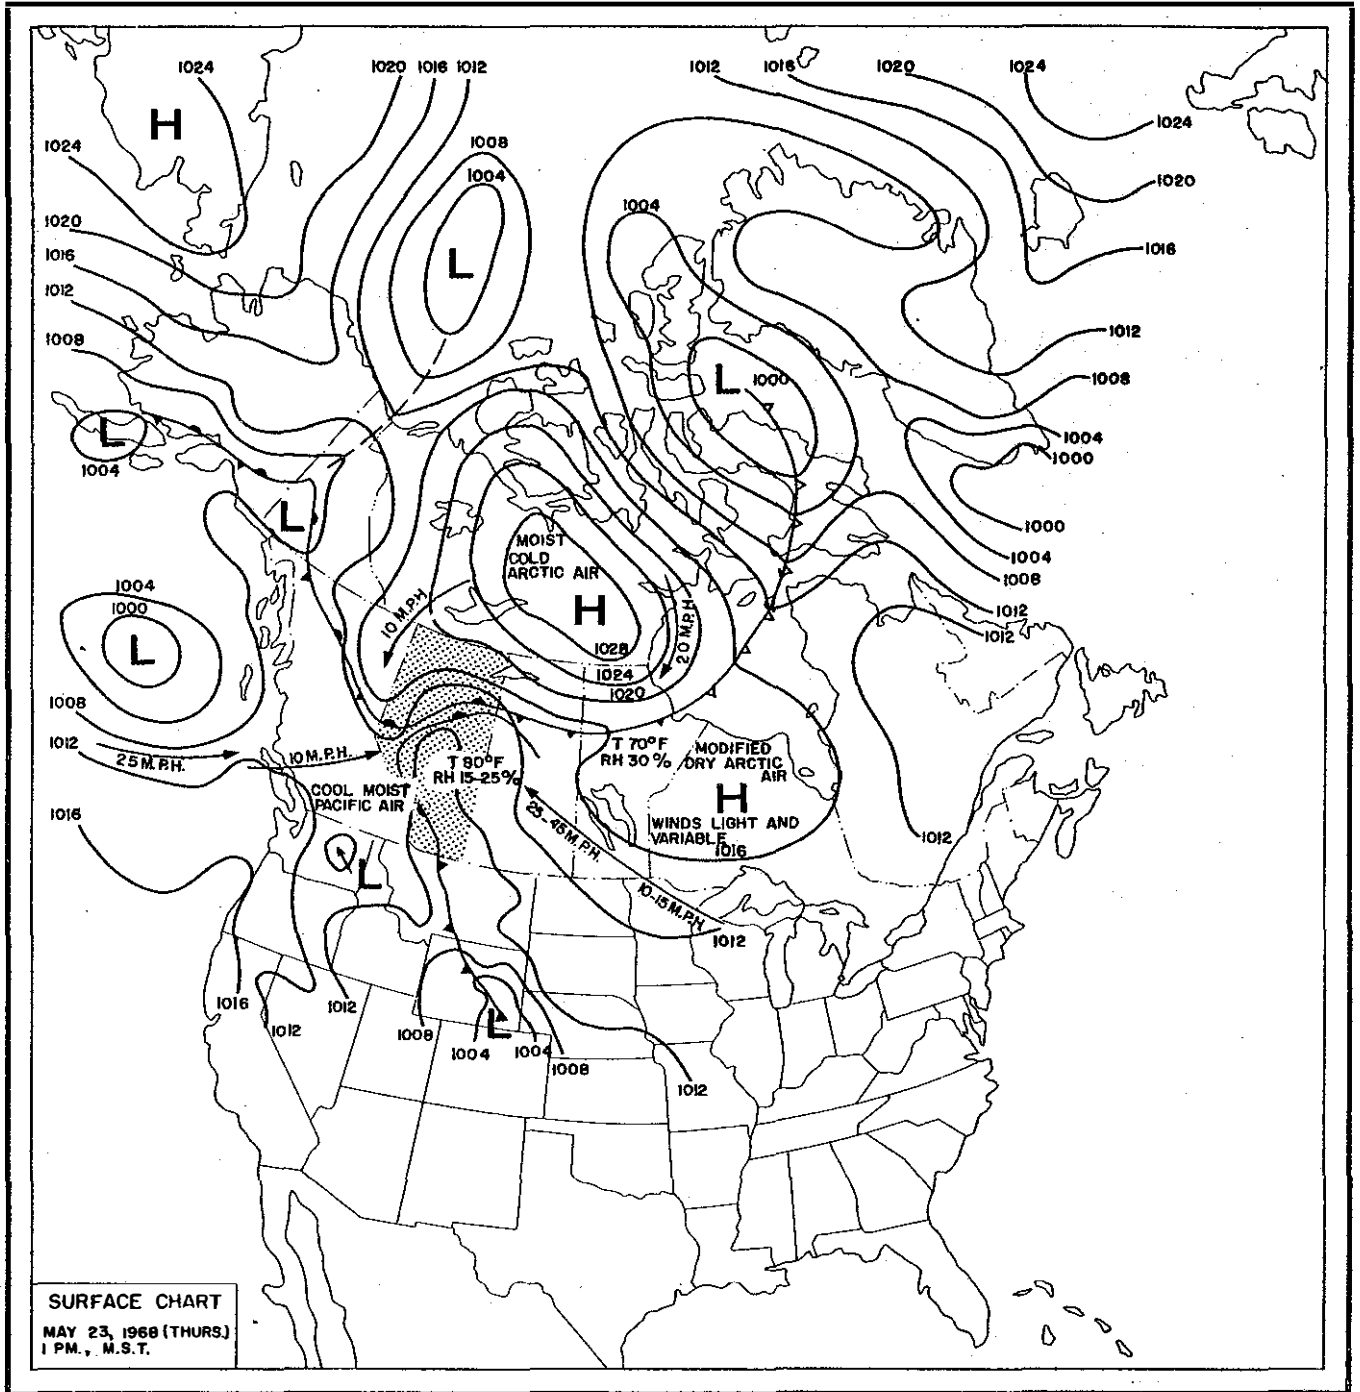 1024
1020
1016
1012
1012
1016
1020
1024
H
1024
1008
1024
1004
1020
1004
1020
1016
L
1016
1012
1012
1008
L
1000
1008
L
1004
1004
1000
L
1000
MOIST
COLD
ARCTIC AIR
1004
1008
1004
10 M.P.H.
H
20 M.P.H.
1012
1000
1012
L
1028
1024
1020
1008
1012
25 M.P.H.
10 M.P.H.
T 80°F
RH 15-25%
T 70°F
RH 30%
MODIFIED
DRY ARCTIC
AIR
COOL MOIST
PACIFIC AIR
H
1016
25-45 M.P.H.
WINDS LIGHT AND
VARIABLE
1016
1012
L
10-15 M.P.H.
1012
1016
1012
1012
1008
L
1004
1004
1008
1012
SURFACE CHART
MAY 23, 1968 (THURS.)
1 PM., M.S.T.